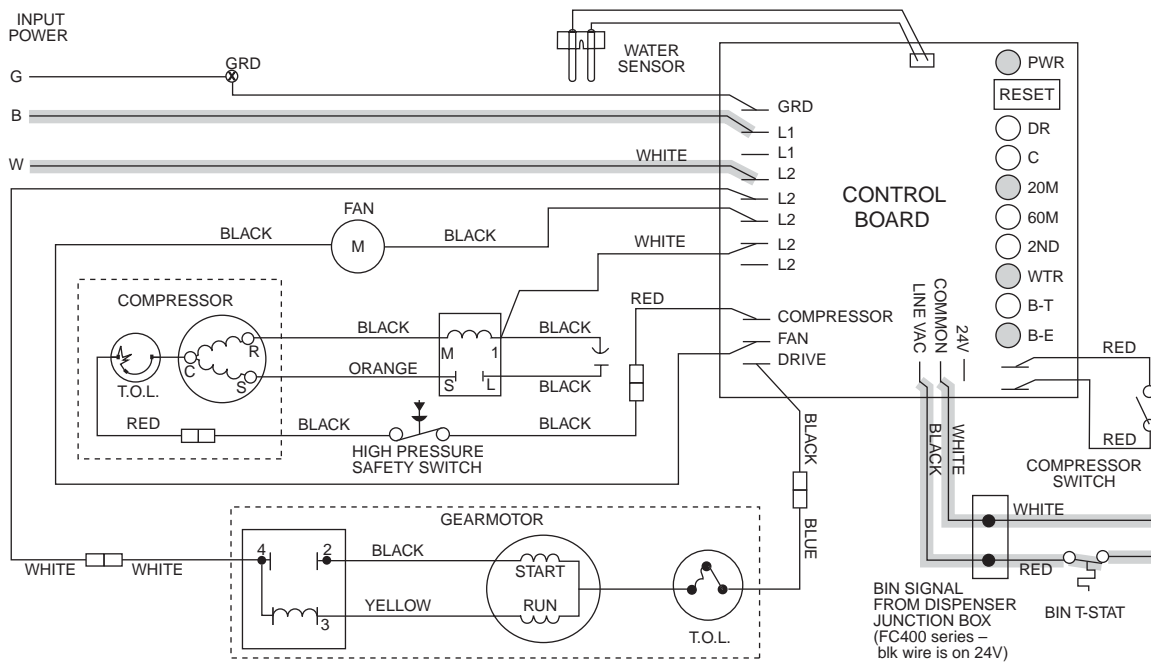 INPUT
POWER
G
GRD
B
W
WHITE
WATER
SENSOR
GRD
L1
L1
L2
L2
L2
L2
L2
CONTROL
BOARD
PWR
RESET
DR
C
20M
60M
2ND
WTR
B-T
B-E
FAN
BLACK
M
BLACK
WHITE
COMPRESSOR
RED
COMPRESSOR
FAN
DRIVE
LINE VAC
COMMON
24V
BLACK
M
1
BLACK
R
C
S
ORANGE
S
L
BLACK
T.O.L.
RED
BLACK
BLACK
HIGH PRESSURE
SAFETY SWITCH
RED
RED
COMPRESSOR
SWITCH
BLACK
WHITE
BLACK
BLUE
GEARMOTOR
WHITE
WHITE
4
2
BLACK
START
YELLOW
RUN
3
T.O.L.
WHITE
RED
BIN SIGNAL
FROM DISPENSER
JUNCTION BOX
(FC400 series –
blk wire is on 24V)
BIN T-STAT